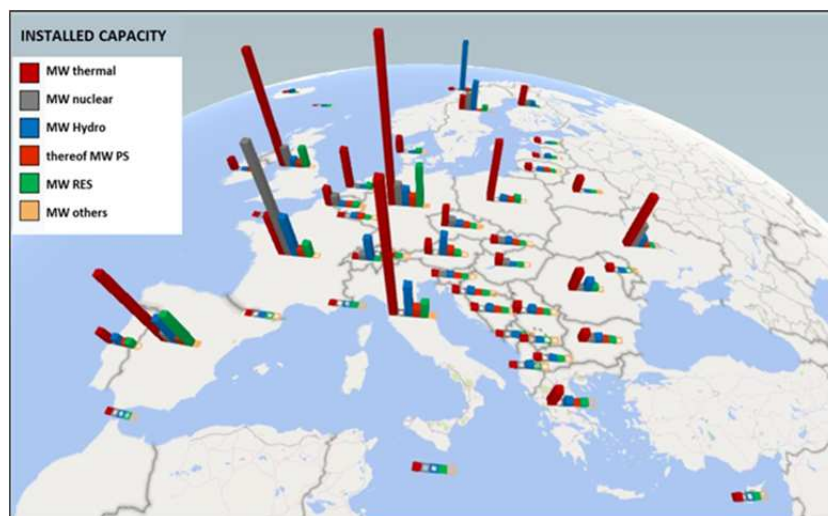 INSTALLED CAPACITY
MW thermal
MW nuclear
MW Hydro
thereof MW PS
MW RES
MW others